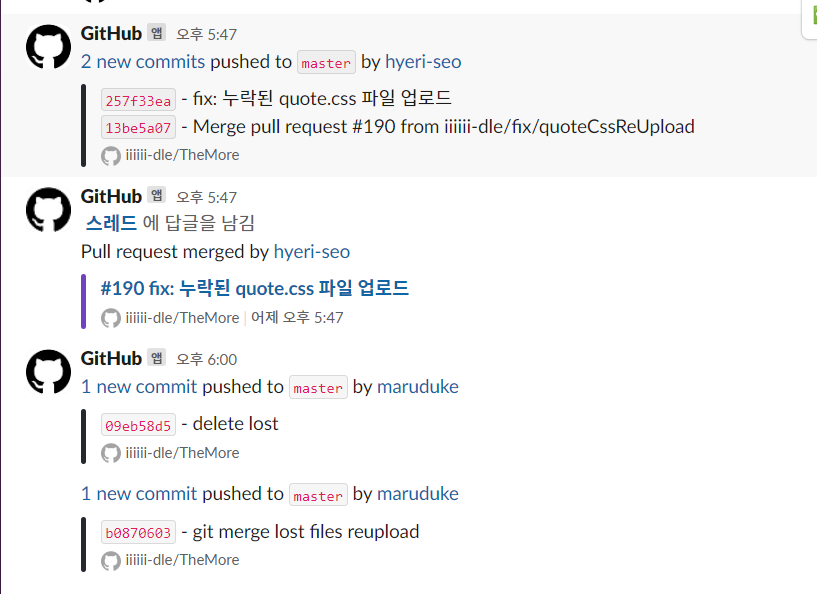 GitHub 앱 오후 5:47
2 new commits pushed to master by hyeri-seo
257f33ea - fix: 누락된 quote.css 파일 업로드
13be5a07 - Merge pull request #190 from iiiiii-dle/fix/quoteCssReUpload
iiiiii-dle/TheMore
GitHub 앱 오후 5:47
스레드 에 답글을 남김
Pull request merged by hyeri-seo
#190 fix: 누락된 quote.css 파일 업로드
iiiiii-dle/TheMore | 어제 오후 5:47
GitHub 앱 오후 6:00
1 new commit pushed to master by maruduke
09eb58d5 - delete lost
iiiiii-dle/TheMore
1 new commit pushed to master by maruduke
b0870603 - git merge lost files reupload
iiiiii-dle/TheMore